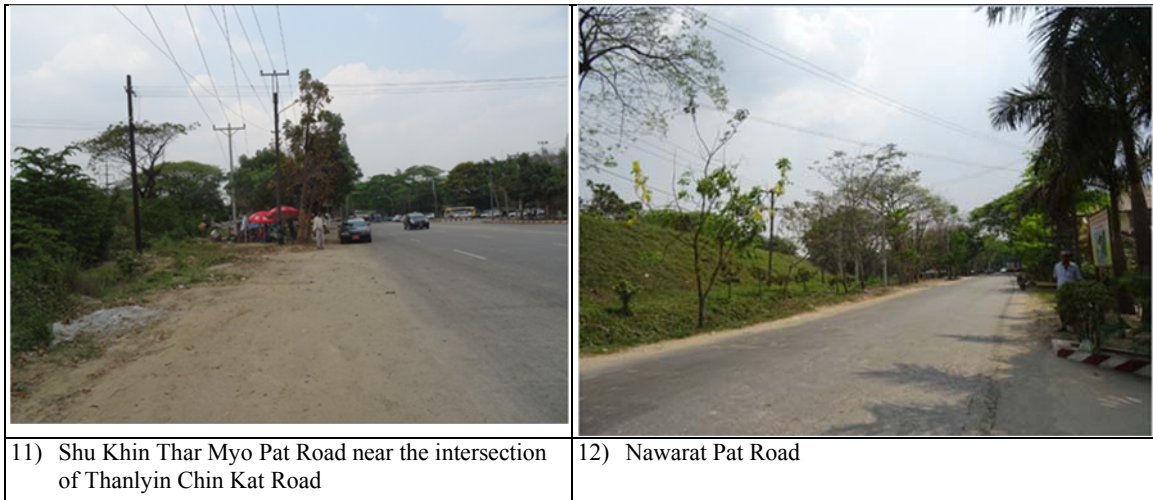 11) Shu Khin Thar Myo Pat Road near the intersection
of Thanlyin Chin Kat Road
12) Nawarat Pat Road